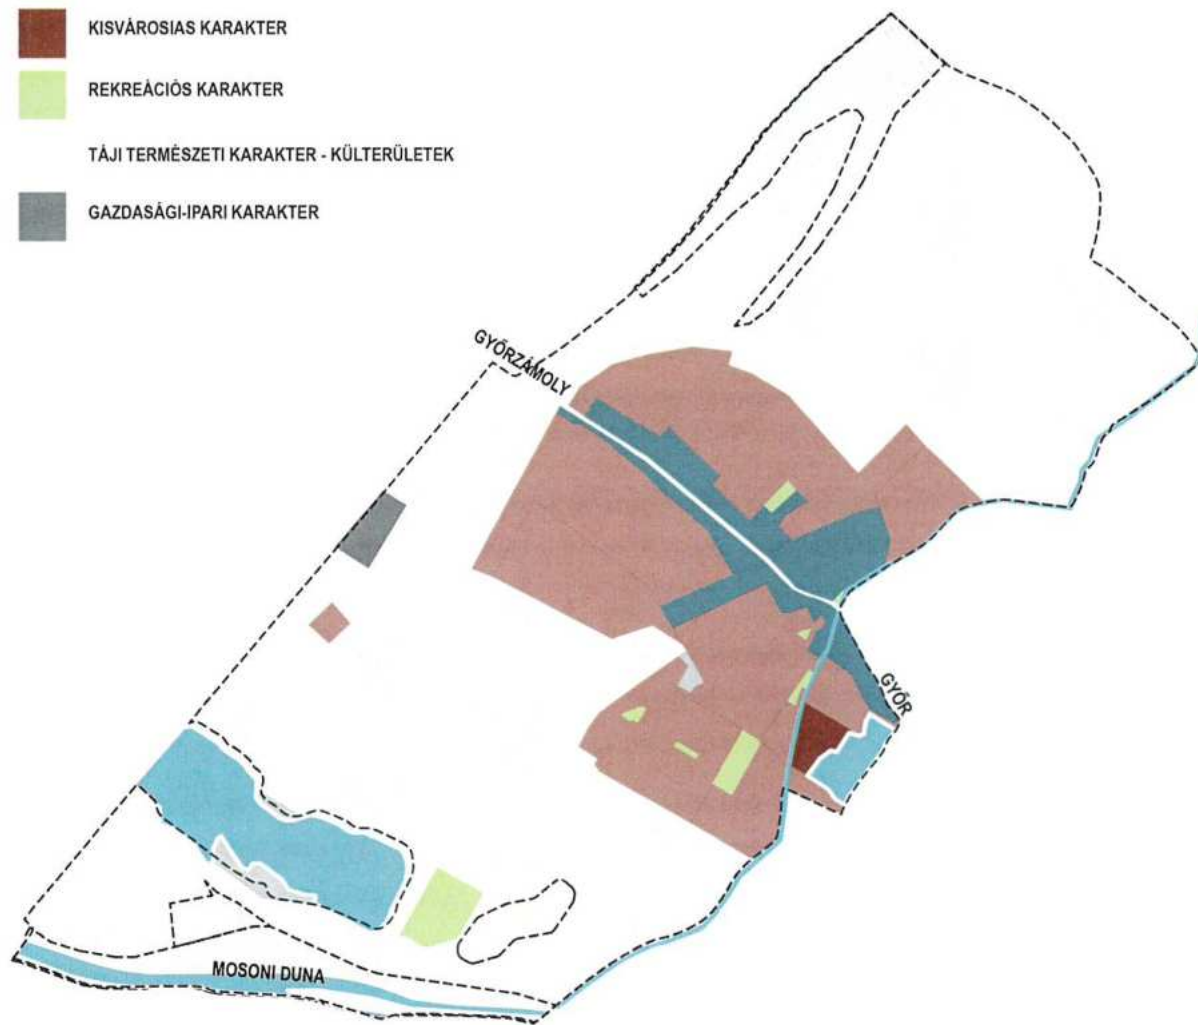 KISVÁROSIAS KARAKTER
REKREÁCIÓS KARAKTER
TÁJI TERMÉSZETI KARAKTER - KÜLTERÜLETEK
GAZDASÁGI-IPARI KARAKTER
GYŐRZÁMOLY
GYŐR
MOSONI DUNA